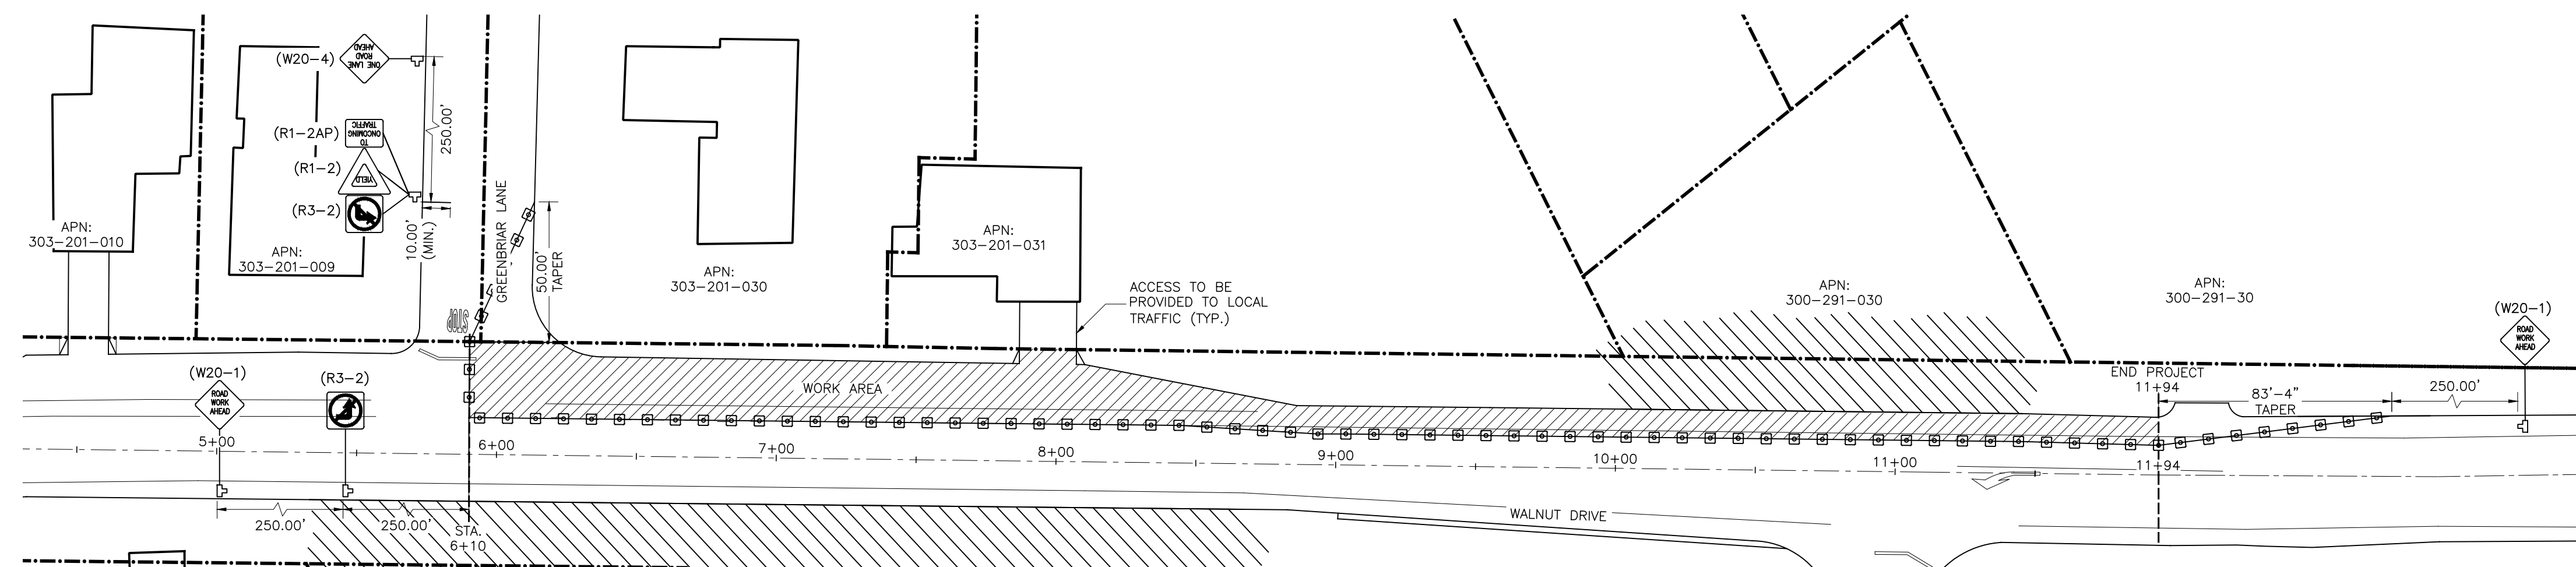 (W20-4)
ONE LANE
ROAD
AHEAD
(R1-2AP)
TO
ONCOMING
TRAFFIC
(R1-2)
YIELD
(R3-2)
250.00'
10.00'
(MIN.)
GREENBRIAR LANE
50.00'
TAPER
STOP
APN:
303-201-010
APN:
303-201-009
APN:
303-201-030
APN:
303-201-031
ACCESS TO BE
PROVIDED TO LOCAL
TRAFFIC (TYP.)
APN:
300-291-030
APN:
300-291-30
(W20-1)
ROAD
WORK
AHEAD
(W20-1)
ROAD
WORK
AHEAD
(R3-2)
WORK AREA
END PROJECT
11+94
83'-4"
TAPER
250.00'
5+00
6+00
7+00
8+00
9+00
10+00
11+00
11+94
250.00'
250.00'
STA.
6+10
WALNUT DRIVE